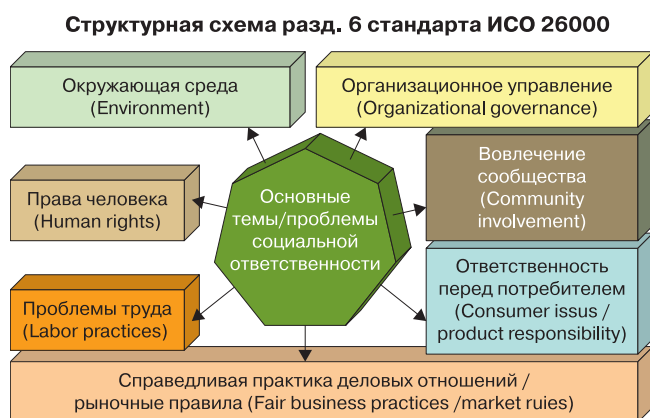 Структурная схема разд. 6 стандарта ИСО 26000
Окружающая среда
(Environment)
Организационное управление
(Organizational governance)
Права человека
(Human rights)
Основные
темы/проблемы
социальной
ответственности
Вовлечение
сообщества
(Community
involvement)
Проблемы труда
(Labor practices)
Ответственность
перед потребителем
(Consumer issus /
product responsibility)
Справедливая практика деловых отношений /
рыночные правила (Fair business practices /market ruies)